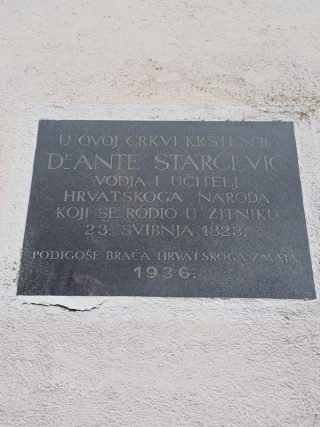 U OVOJ CRKVI KRŠTEN JE
Dr ANTE STARČEVIĆ
VODJA I UČITELJ
HRVATSKOGA NARODA
KOJI SE RODIO U ŽITNIKU
23. SVIBNJA 1823.
PODIGOŠE BRAĆA HRVATSKOGA ZMAJA
1936.